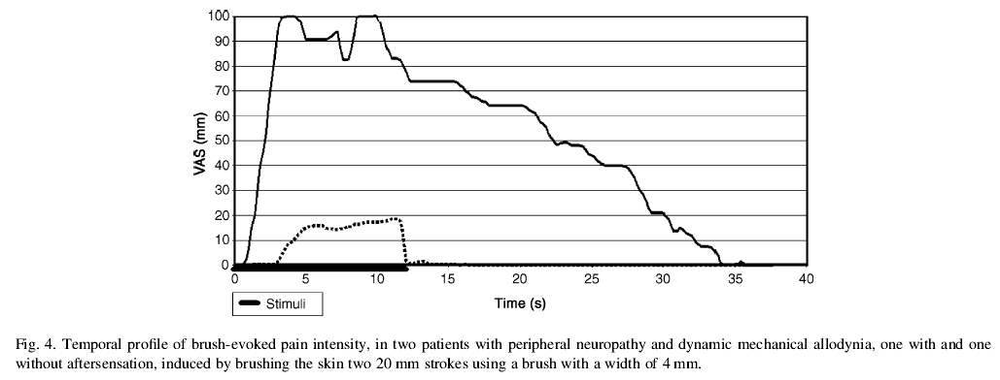 100
90
80
70
60
50
40
30
20
10
0
VAS (mm)
0 5 10 15 20 25 30 35 40
Stimuli
Time (s)
Fig. 4. Temporal profile of brush-evoked pain intensity, in two patients with peripheral neuropathy and dynamic mechanical allodynia, one with and one
without aftersensation, induced by brushing the skin two 20 mm strokes using a brush with a width of 4 mm.